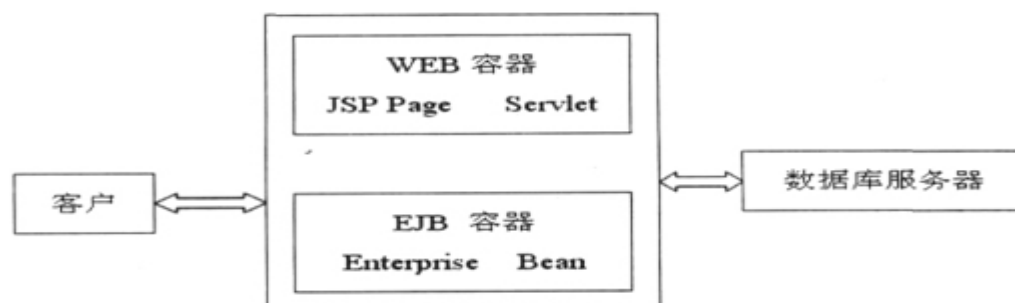 WEB 容器
JSP Page Servlet
客户
数据库服务器
EJB 容器
Enterprise Bean